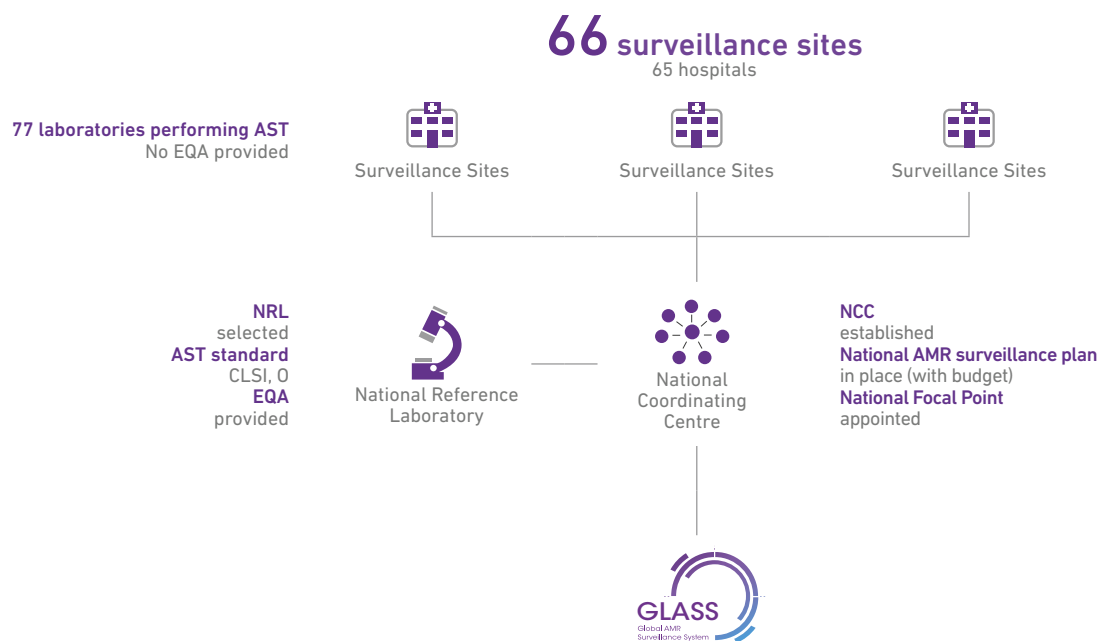 66 surveillance sites
65 hospitals
77 laboratories performing AST
No EQA provided
Surveillance Sites
Surveillance Sites
Surveillance Sites
NRL
selected
AST standard
CLSI, O
EQA
provided
National Reference
Laboratory
National
Coordinating
Centre
NCC
established
National AMR surveillance plan
in place (with budget)
National Focal Point
appointed
GLASS
Global AMR
Surveillance System